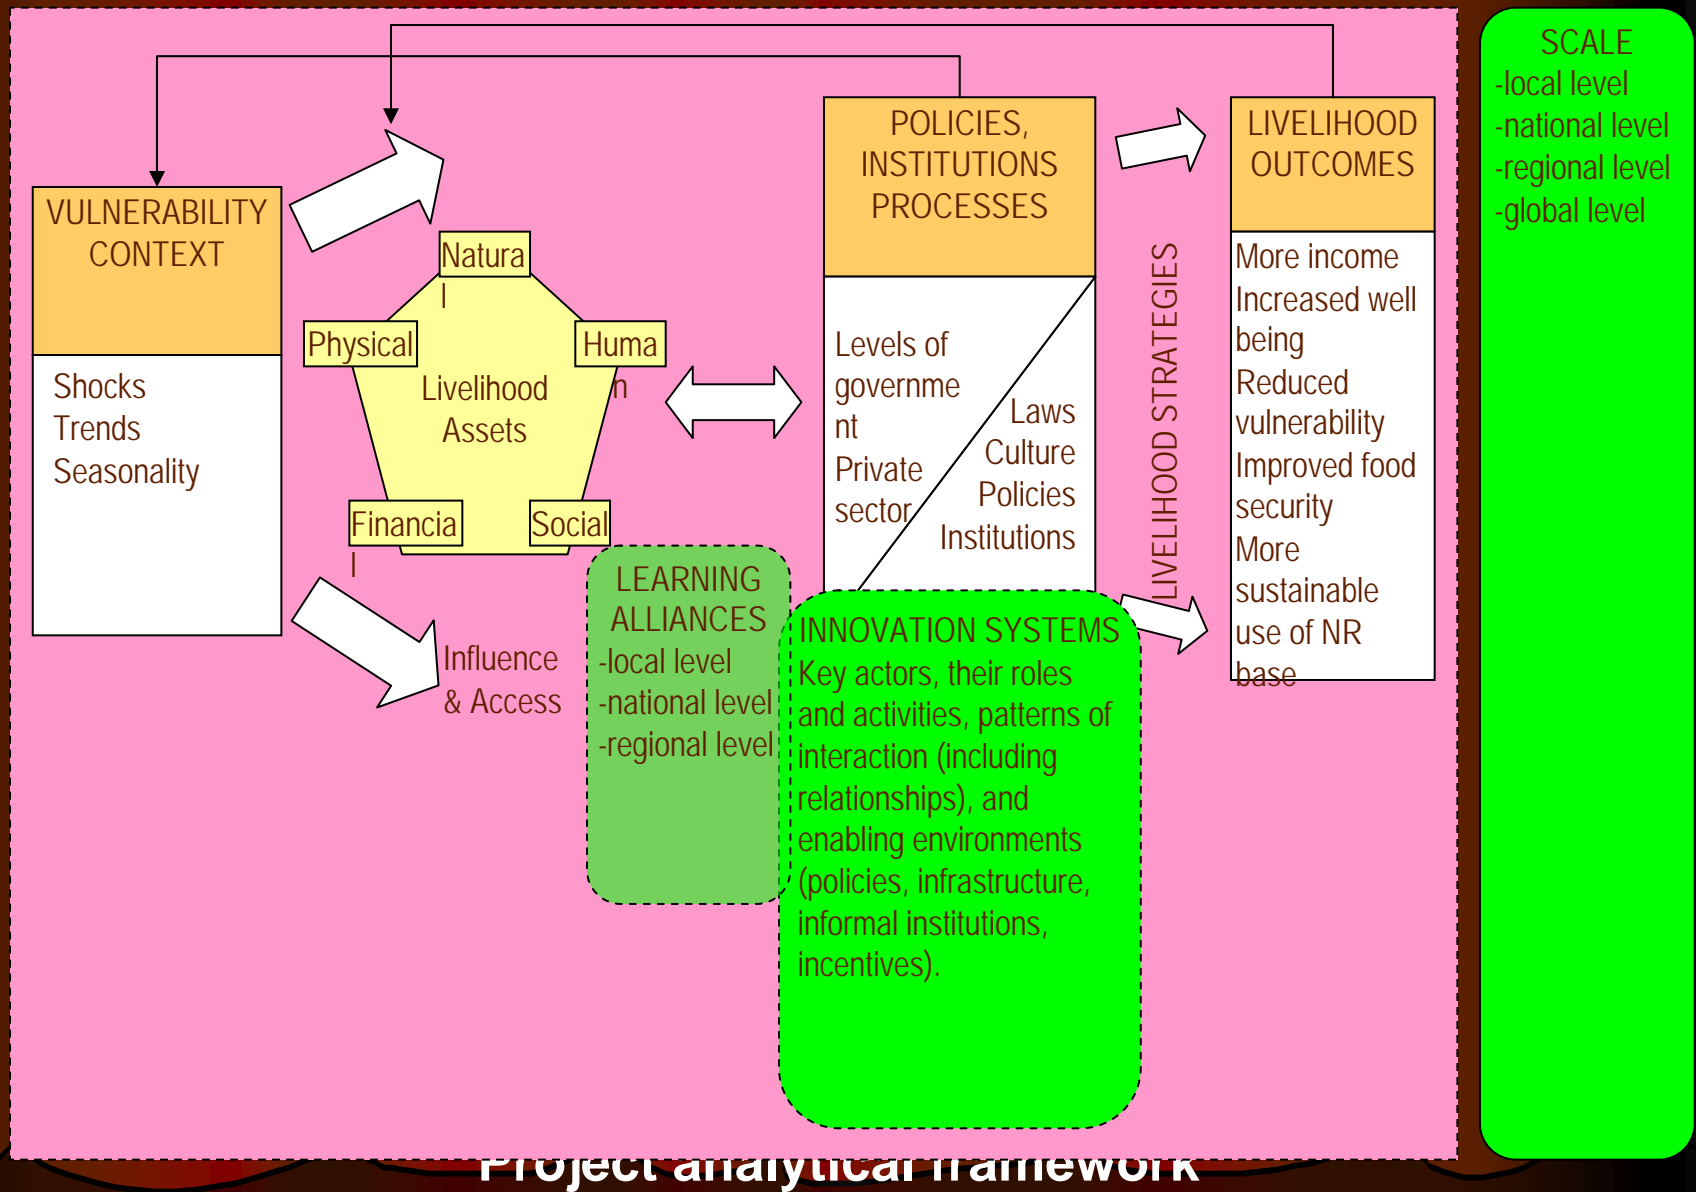 VULNERABILITY
CONTEXT
Shocks
Trends
Seasonality
Natura
l
Physical
Huma
n
Livelihood
Assets
Financia
l
Social
Influence
& Access
LEARNING
ALLIANCES
-local level
-national level
-regional level
POLICIES,
INSTITUTIONS
PROCESSES
Levels of
governme
nt
Private
sector
Laws
Culture
Policies
Institutions
INNOVATION SYSTEMS
Key actors, their roles
and activities, patterns of
interaction (including
relationships), and
enabling environments
(policies, infrastructure,
informal institutions,
incentives).
LIVELIHOOD STRATEGIES
LIVELIHOOD
OUTCOMES
More income
Increased well
being
Reduced
vulnerability
Improved food
security
More
sustainable
use of NR
base
SCALE
-local level
-national level
-regional level
-global level
Project analytical framework